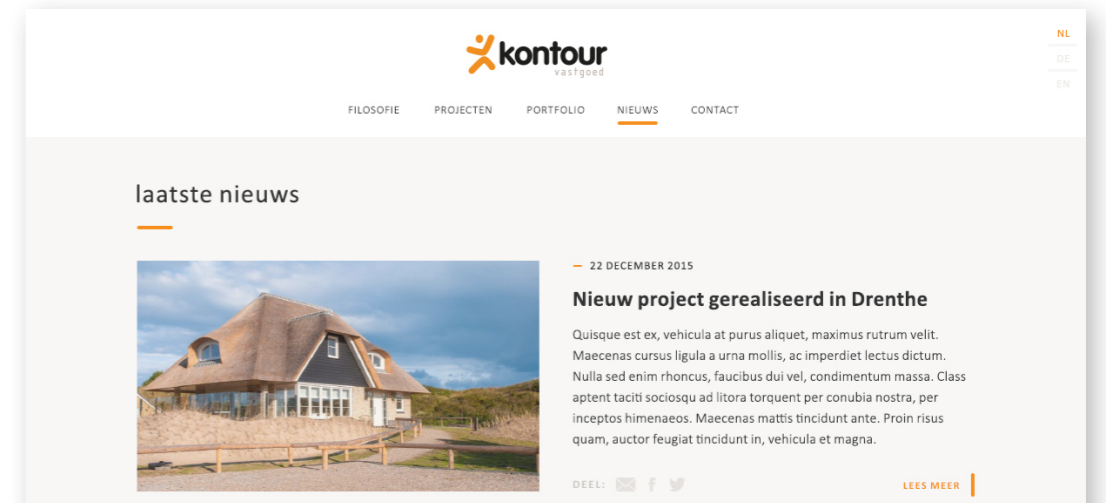 kontour
vastgoed
NL
DE
EN
FILOSOFIE PROJECTEN PORTFOLIO NIEUWS CONTACT
laatste nieuws
22 DECEMBER 2015
Nieuw project gerealiseerd in Drenthe
Quisque est ex, vehicula at purus aliquet, maximus rutrum velit.
Maecenas cursus ligula a urna mollis, ac imperdiet lectus dictum.
Nulla sed enim rhoncus, faucibus dui vel, condimentum massa. Class
aptent taciti sociosqu ad litora torquent per conubia nostra, per
inceptos himenaeos. Maecenas mattis tincidunt ante. Proin risus
quam, auctor feugiat tincidunt in, vehicula et magna.
DEEL:
LEES MEER